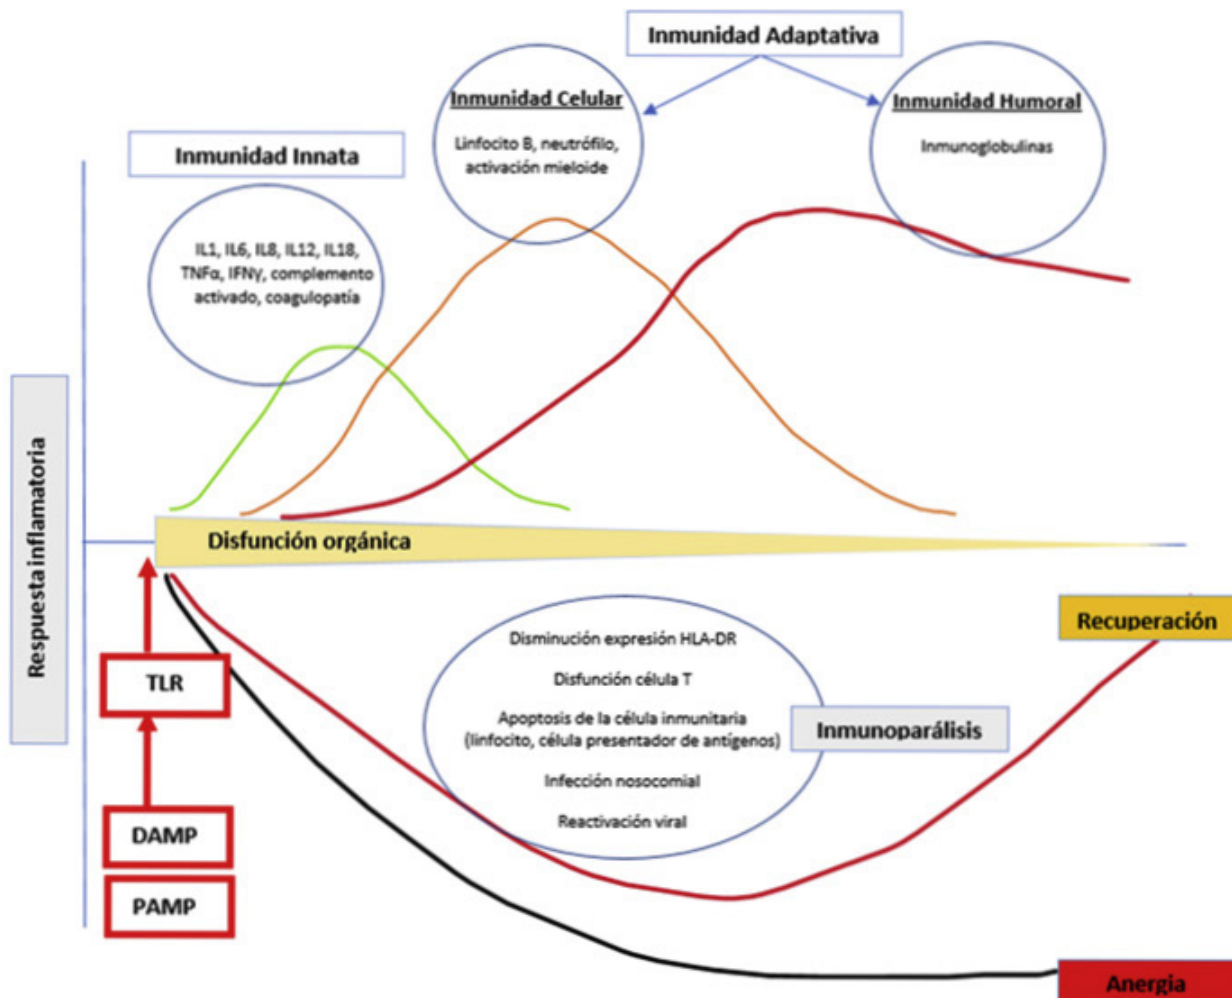 Inmunidad Adaptativa
Inmunidad Celular
Linfocito B, neutrófilo,
activación mieloide
Inmunidad Humoral
Inmunoglobulinas
Inmunidad Innata
IL1, IL6, IL8, IL12, IL18,
TNFα, IFNγ, complemento
activado, coagulopatía
Respuesta inflamatoria
Disfunción orgánica
TLR
DAMP
PAMP
Disminución expresión HLA-DR
Disfunción célula T
Apoptosis de la célula inmunitaria
(linfocito, célula presentador de antígenos)
Infección nosocomial
Reactivación viral
Inmunoparálisis
Recuperación
Anergia